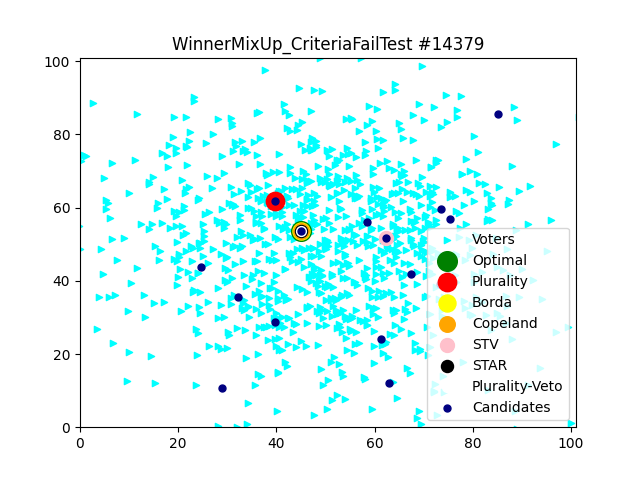 WinnerMixUp_CriteriaFailTest #14379
100
80
60
40
20
0
0 20 40 60 80 100
Voters
Optimal
Plurality
Borda
Copeland
STV
STAR
Plurality-Veto
Candidates